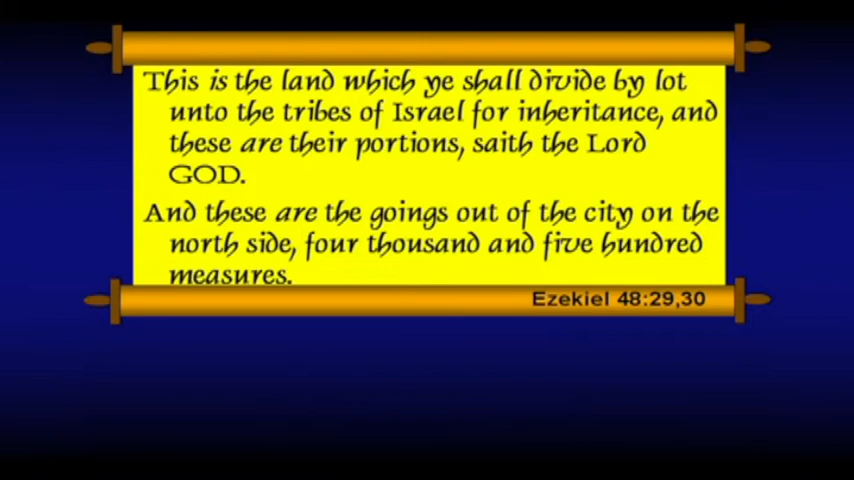 This is the land which ye shall divide by lot
unto the tribes of Israel for inheritance, and
these are their portions, saith the Lord
GOD.
And these are the goings out of the city on the
north side, four thousand and five hundred
measures.
Ezekiel 48:29,30